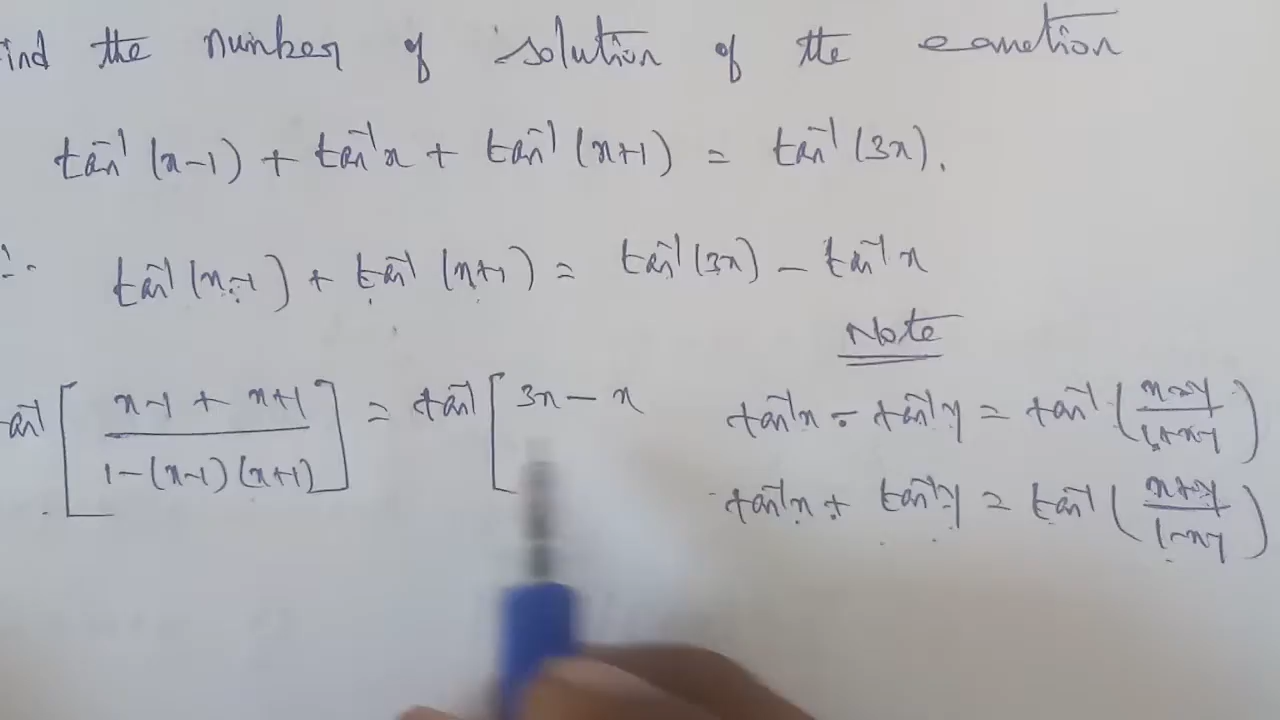 ind the number of solution of the equation
tan⁻¹(x-1) + tan⁻¹x + tan⁻¹(x+1) = tan⁻¹(3x).
∴ tan⁻¹(x-1) + tan⁻¹(x+1) = tan⁻¹(3x) - tan⁻¹x
Note
an⁻¹[(x-1 + x+1)/(1-(x-1)(x+1))] = tan⁻¹[3x - x
tan⁻¹x - tan⁻¹y = tan⁻¹((x-y)/(1+xy))
tan⁻¹x + tan⁻¹y = tan⁻¹((x+y)/(1-xy))